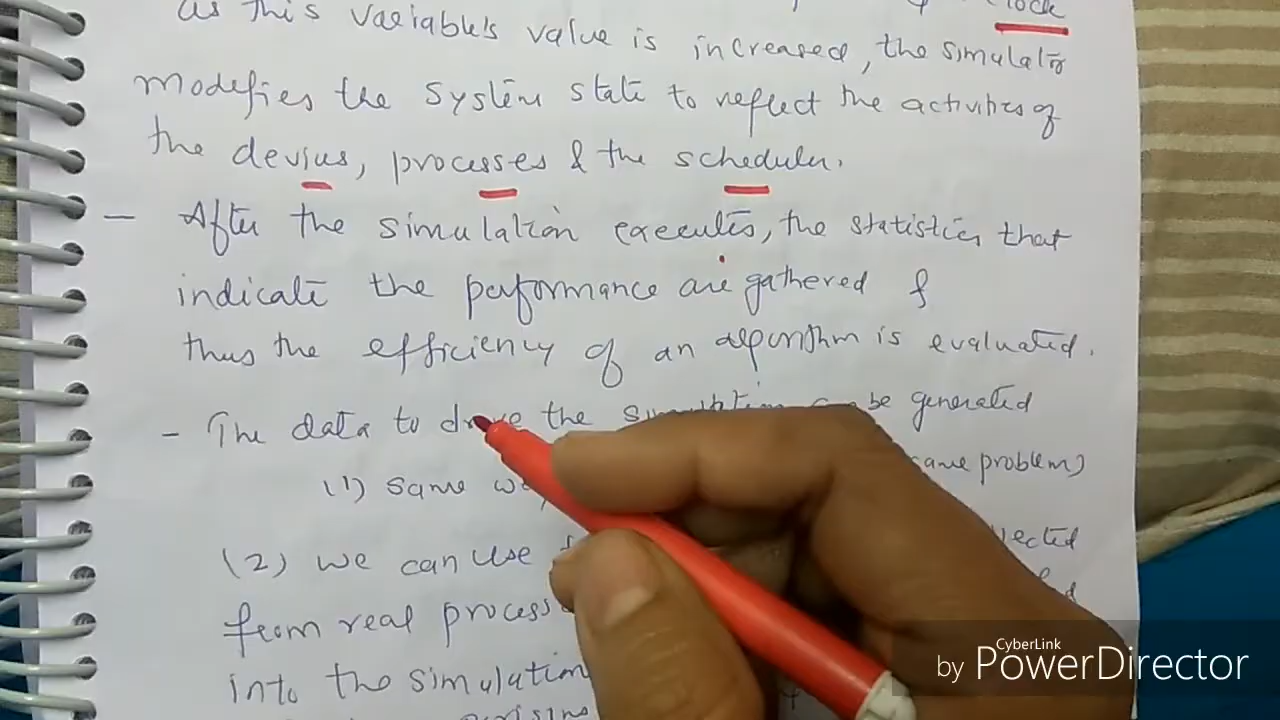 as this variable's value is increased, the simulator
modifies the system state to reflect the activities of
the devices, processes & the scheduler.
– After the simulation executes, the statistics that
indicate the performance are gathered &
thus the efficiency of an algorithm is evaluated.
– The data to drive the be generated
(1) same same problem)
(2) we can use
from real process
into the simulation
CyberLink
by PowerDirector